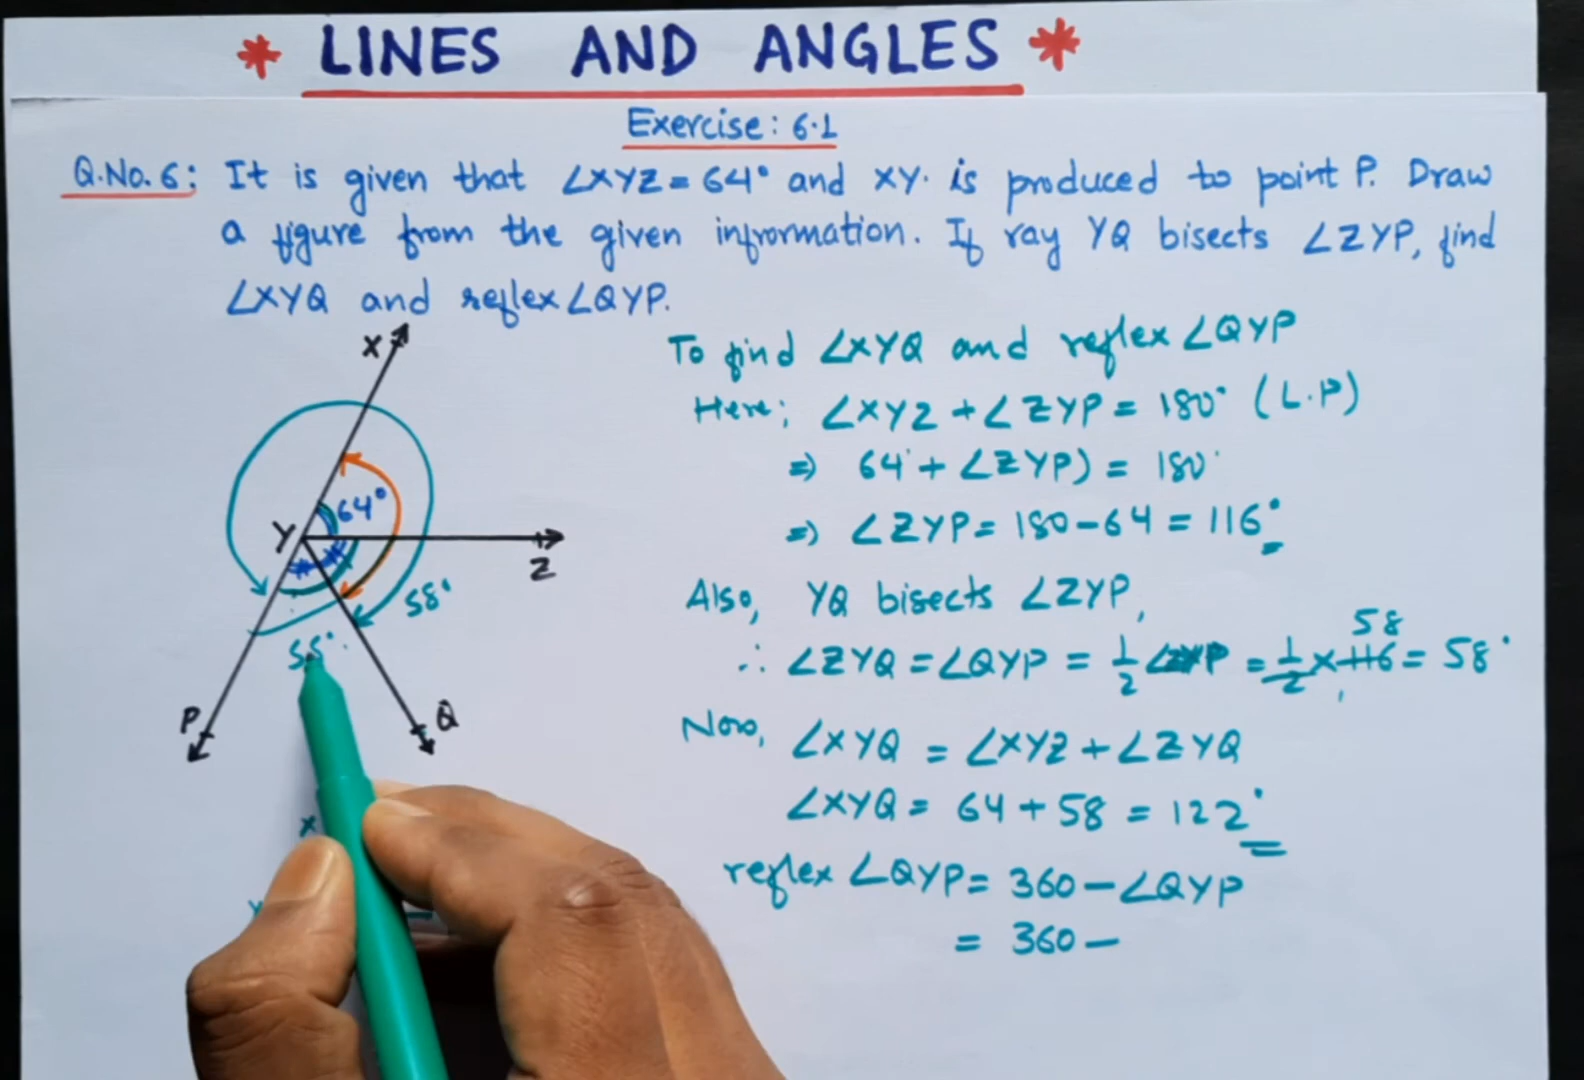 * LINES AND ANGLES *
Exercise: 6.1
Q.No. 6: It is given that ∠XYZ = 64° and XY. is produced to point P. Draw
a figure from the given information. If ray YQ bisects ∠ZYP, find
∠XYQ and reflex ∠QYP.
X
64°
Y
Z
58°
P
Q
X
To find ∠XYQ and reflex ∠QYP
Here; ∠XYZ + ∠ZYP = 180° (L.P)
⇒ 64° + ∠ZYP) = 180°
⇒ ∠ZYP = 180 - 64 = 116°
Also, YQ bisects ∠ZYP,
58
∴ ∠ZYQ = ∠QYP = 1/2 ∠ZYP = 1/2 × 116 = 58°
Now, ∠XYQ = ∠XYZ + ∠ZYQ
∠XYQ = 64 + 58 = 122°
reflex ∠QYP = 360 - ∠QYP
= 360 -